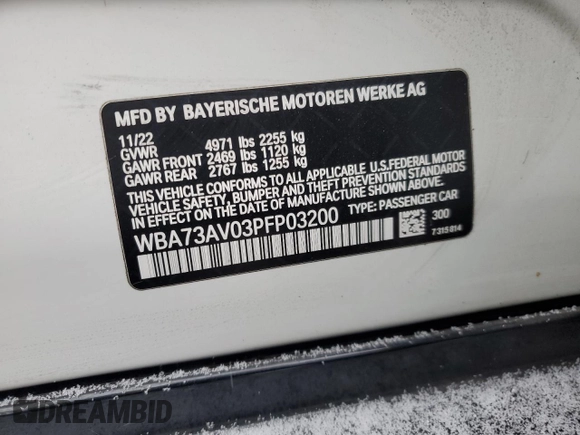 MFD BY BAYERISCHE MOTOREN WERKE AG
11/22
GVWR 4971 lbs 2255 kg
GAWR FRONT 2469 lbs 1120 kg
GAWR REAR 2767 lbs 1255 kg
THIS VEHICLE CONFORMS TO ALL APPLICABLE U.S.FEDERAL MOTOR
VEHICLE SAFETY, BUMPER, AND THEFT PREVENTION STANDARDS
IN EFFECT ON THE DATE OF MANUFACTURE SHOWN ABOVE.
WBA73AV03PFP03200 TYPE: PASSENGER CAR
300
7315814
DREAMBID